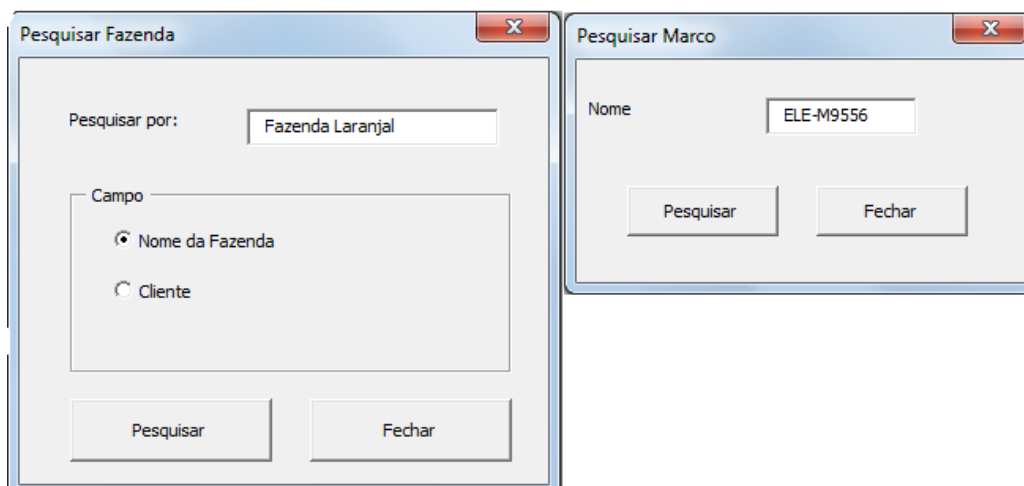 Pesquisar Fazenda
Pesquisar por:
Fazenda Laranjal
Campo
Nome da Fazenda
Cliente
Pesquisar
Fechar
Pesquisar Marco
Nome
ELE-M9556
Pesquisar
Fechar